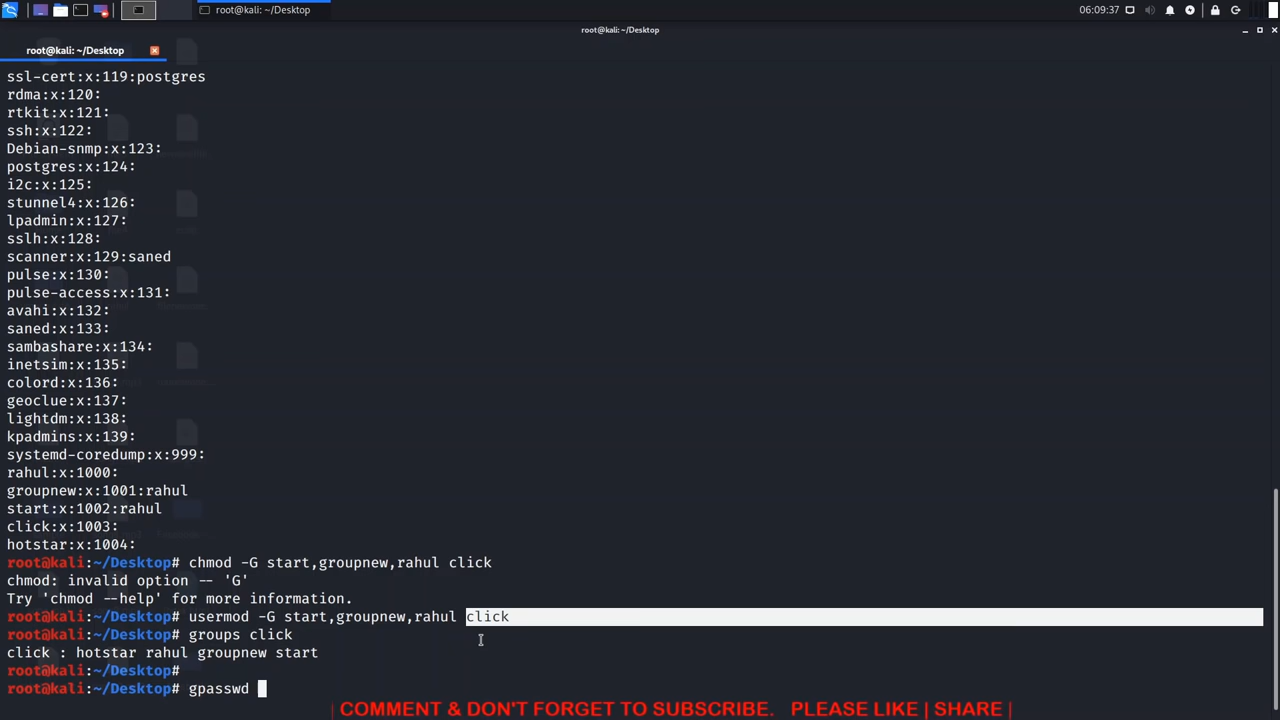 root@kali: ~/Desktop
06:09:37
root@kali: ~/Desktop
root@kali: ~/Desktop
ssl-cert:x:119:postgres
rdma:x:120:
rtkit:x:121:
ssh:x:122:
Debian-snmp:x:123:
postgres:x:124:
i2c:x:125:
stunnel4:x:126:
lpadmin:x:127:
sslh:x:128:
scanner:x:129:saned
pulse:x:130:
pulse-access:x:131:
avahi:x:132:
saned:x:133:
sambashare:x:134:
inetsim:x:135:
colord:x:136:
geoclue:x:137:
lightdm:x:138:
kpadmins:x:139:
systemd-coredump:x:999:
rahul:x:1000:
groupnew:x:1001:rahul
start:x:1002:rahul
click:x:1003:
hotstar:x:1004:
root@kali:~/Desktop# chmod -G start,groupnew,rahul click
chmod: invalid option -- 'G'
Try 'chmod --help' for more information.
root@kali:~/Desktop# usermod -G start,groupnew,rahul click
root@kali:~/Desktop# groups click
click : hotstar rahul groupnew start
root@kali:~/Desktop#
root@kali:~/Desktop# gpasswd
| COMMENT & DON'T FORGET TO SUBSCRIBE. PLEASE LIKE | SHARE |